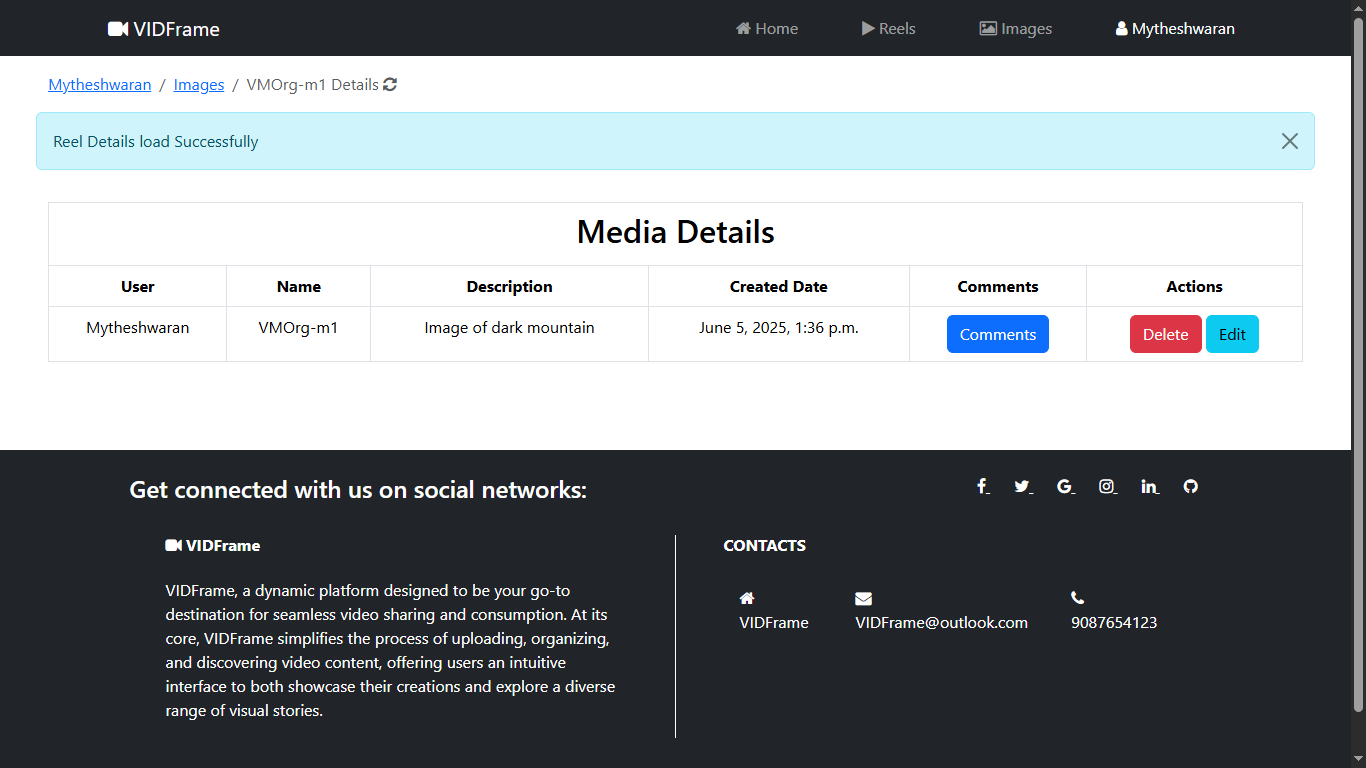 VIDFrame Home Reels Images Mytheshwaran
Mytheshwaran / Images / VMOrg-m1 Details
Reel Details load Successfully
Media Details
User Name Description Created Date Comments Actions
Mytheshwaran VMOrg-m1 Image of dark mountain June 5, 2025, 1:36 p.m. Comments Delete Edit
Get connected with us on social networks:
VIDFrame
VIDFrame, a dynamic platform designed to be your go-to
destination for seamless video sharing and consumption. At its
core, VIDFrame simplifies the process of uploading, organizing,
and discovering video content, offering users an intuitive
interface to both showcase their creations and explore a diverse
range of visual stories.
CONTACTS
VIDFrame VIDFrame@outlook.com 9087654123